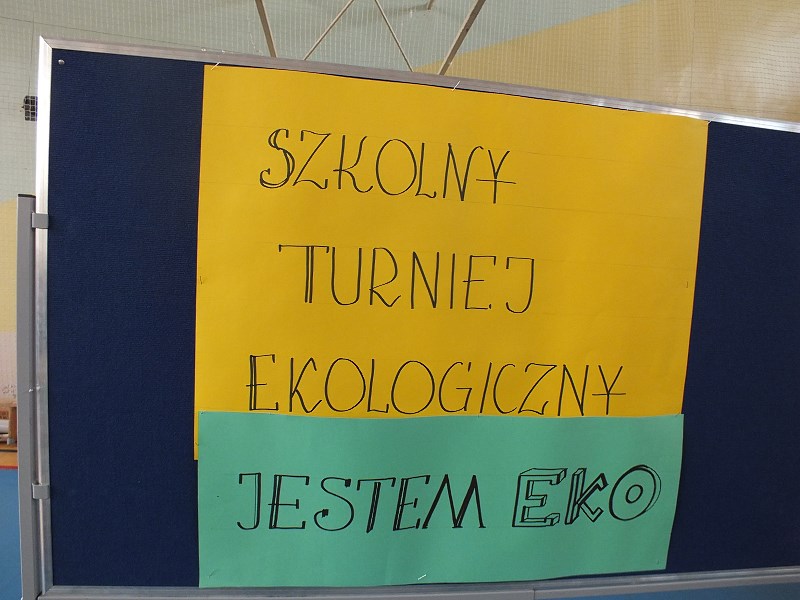 SZKOLNY
TURNIEJ
EKOLOGICZNY
JESTEM EKO